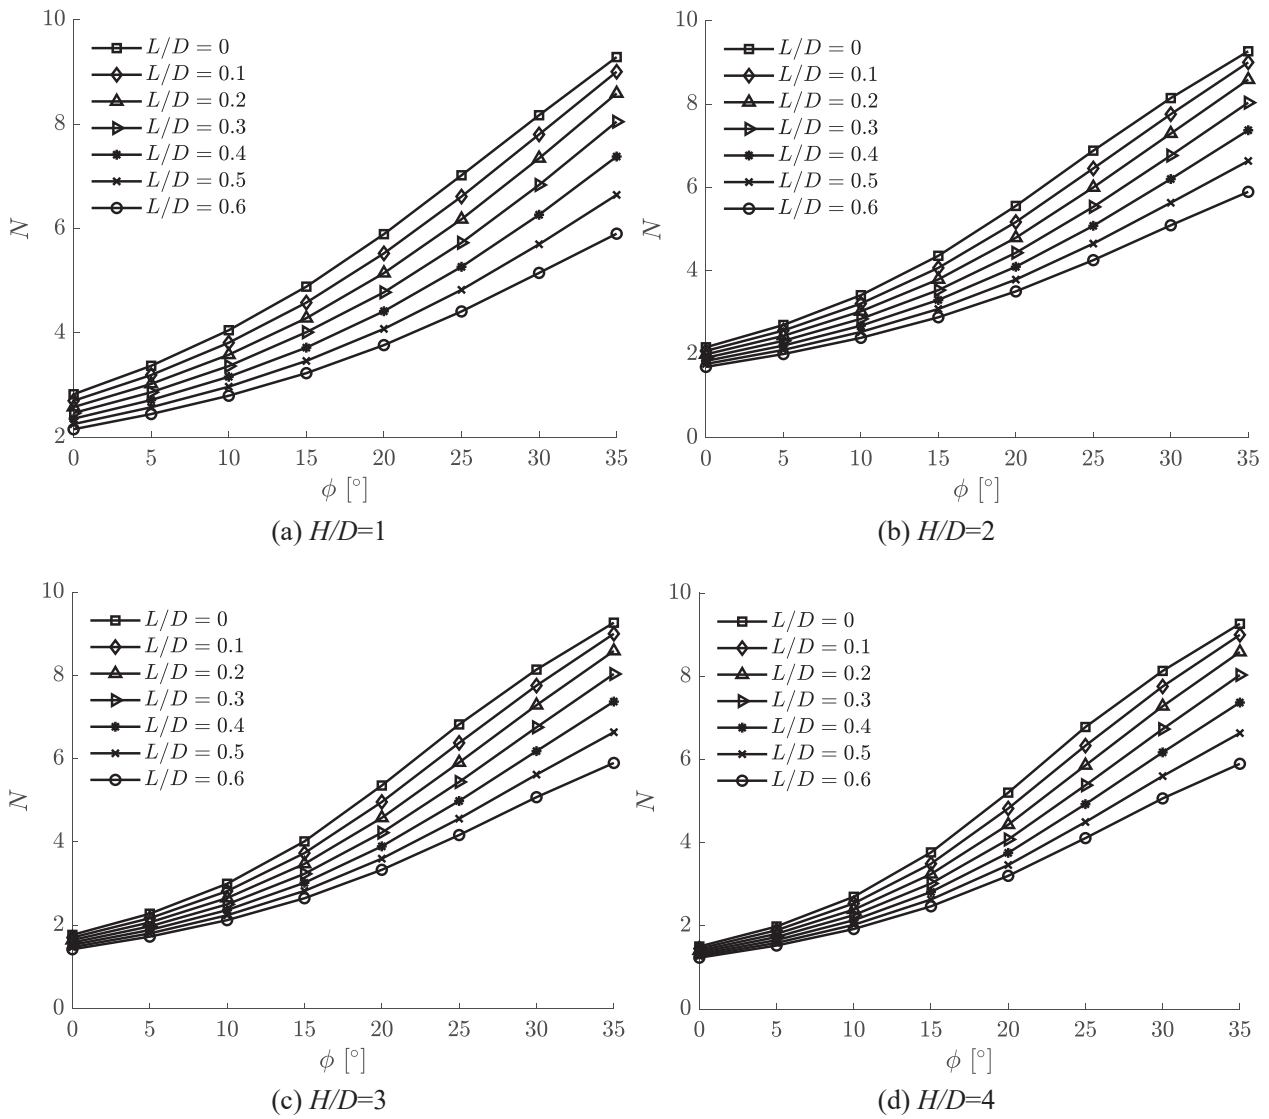 10
8
6
4
2
N
L/D = 0
L/D = 0.1
L/D = 0.2
L/D = 0.3
L/D = 0.4
L/D = 0.5
L/D = 0.6
0 5 10 15 20 25 30 35
ϕ [°]
(a) H/D=1
10
8
6
4
2
0
N
L/D = 0
L/D = 0.1
L/D = 0.2
L/D = 0.3
L/D = 0.4
L/D = 0.5
L/D = 0.6
0 5 10 15 20 25 30 35
ϕ [°]
(b) H/D=2
10
8
6
4
2
0
N
L/D = 0
L/D = 0.1
L/D = 0.2
L/D = 0.3
L/D = 0.4
L/D = 0.5
L/D = 0.6
0 5 10 15 20 25 30 35
ϕ [°]
(c) H/D=3
10
8
6
4
2
0
N
L/D = 0
L/D = 0.1
L/D = 0.2
L/D = 0.3
L/D = 0.4
L/D = 0.5
L/D = 0.6
0 5 10 15 20 25 30 35
ϕ [°]
(d) H/D=4